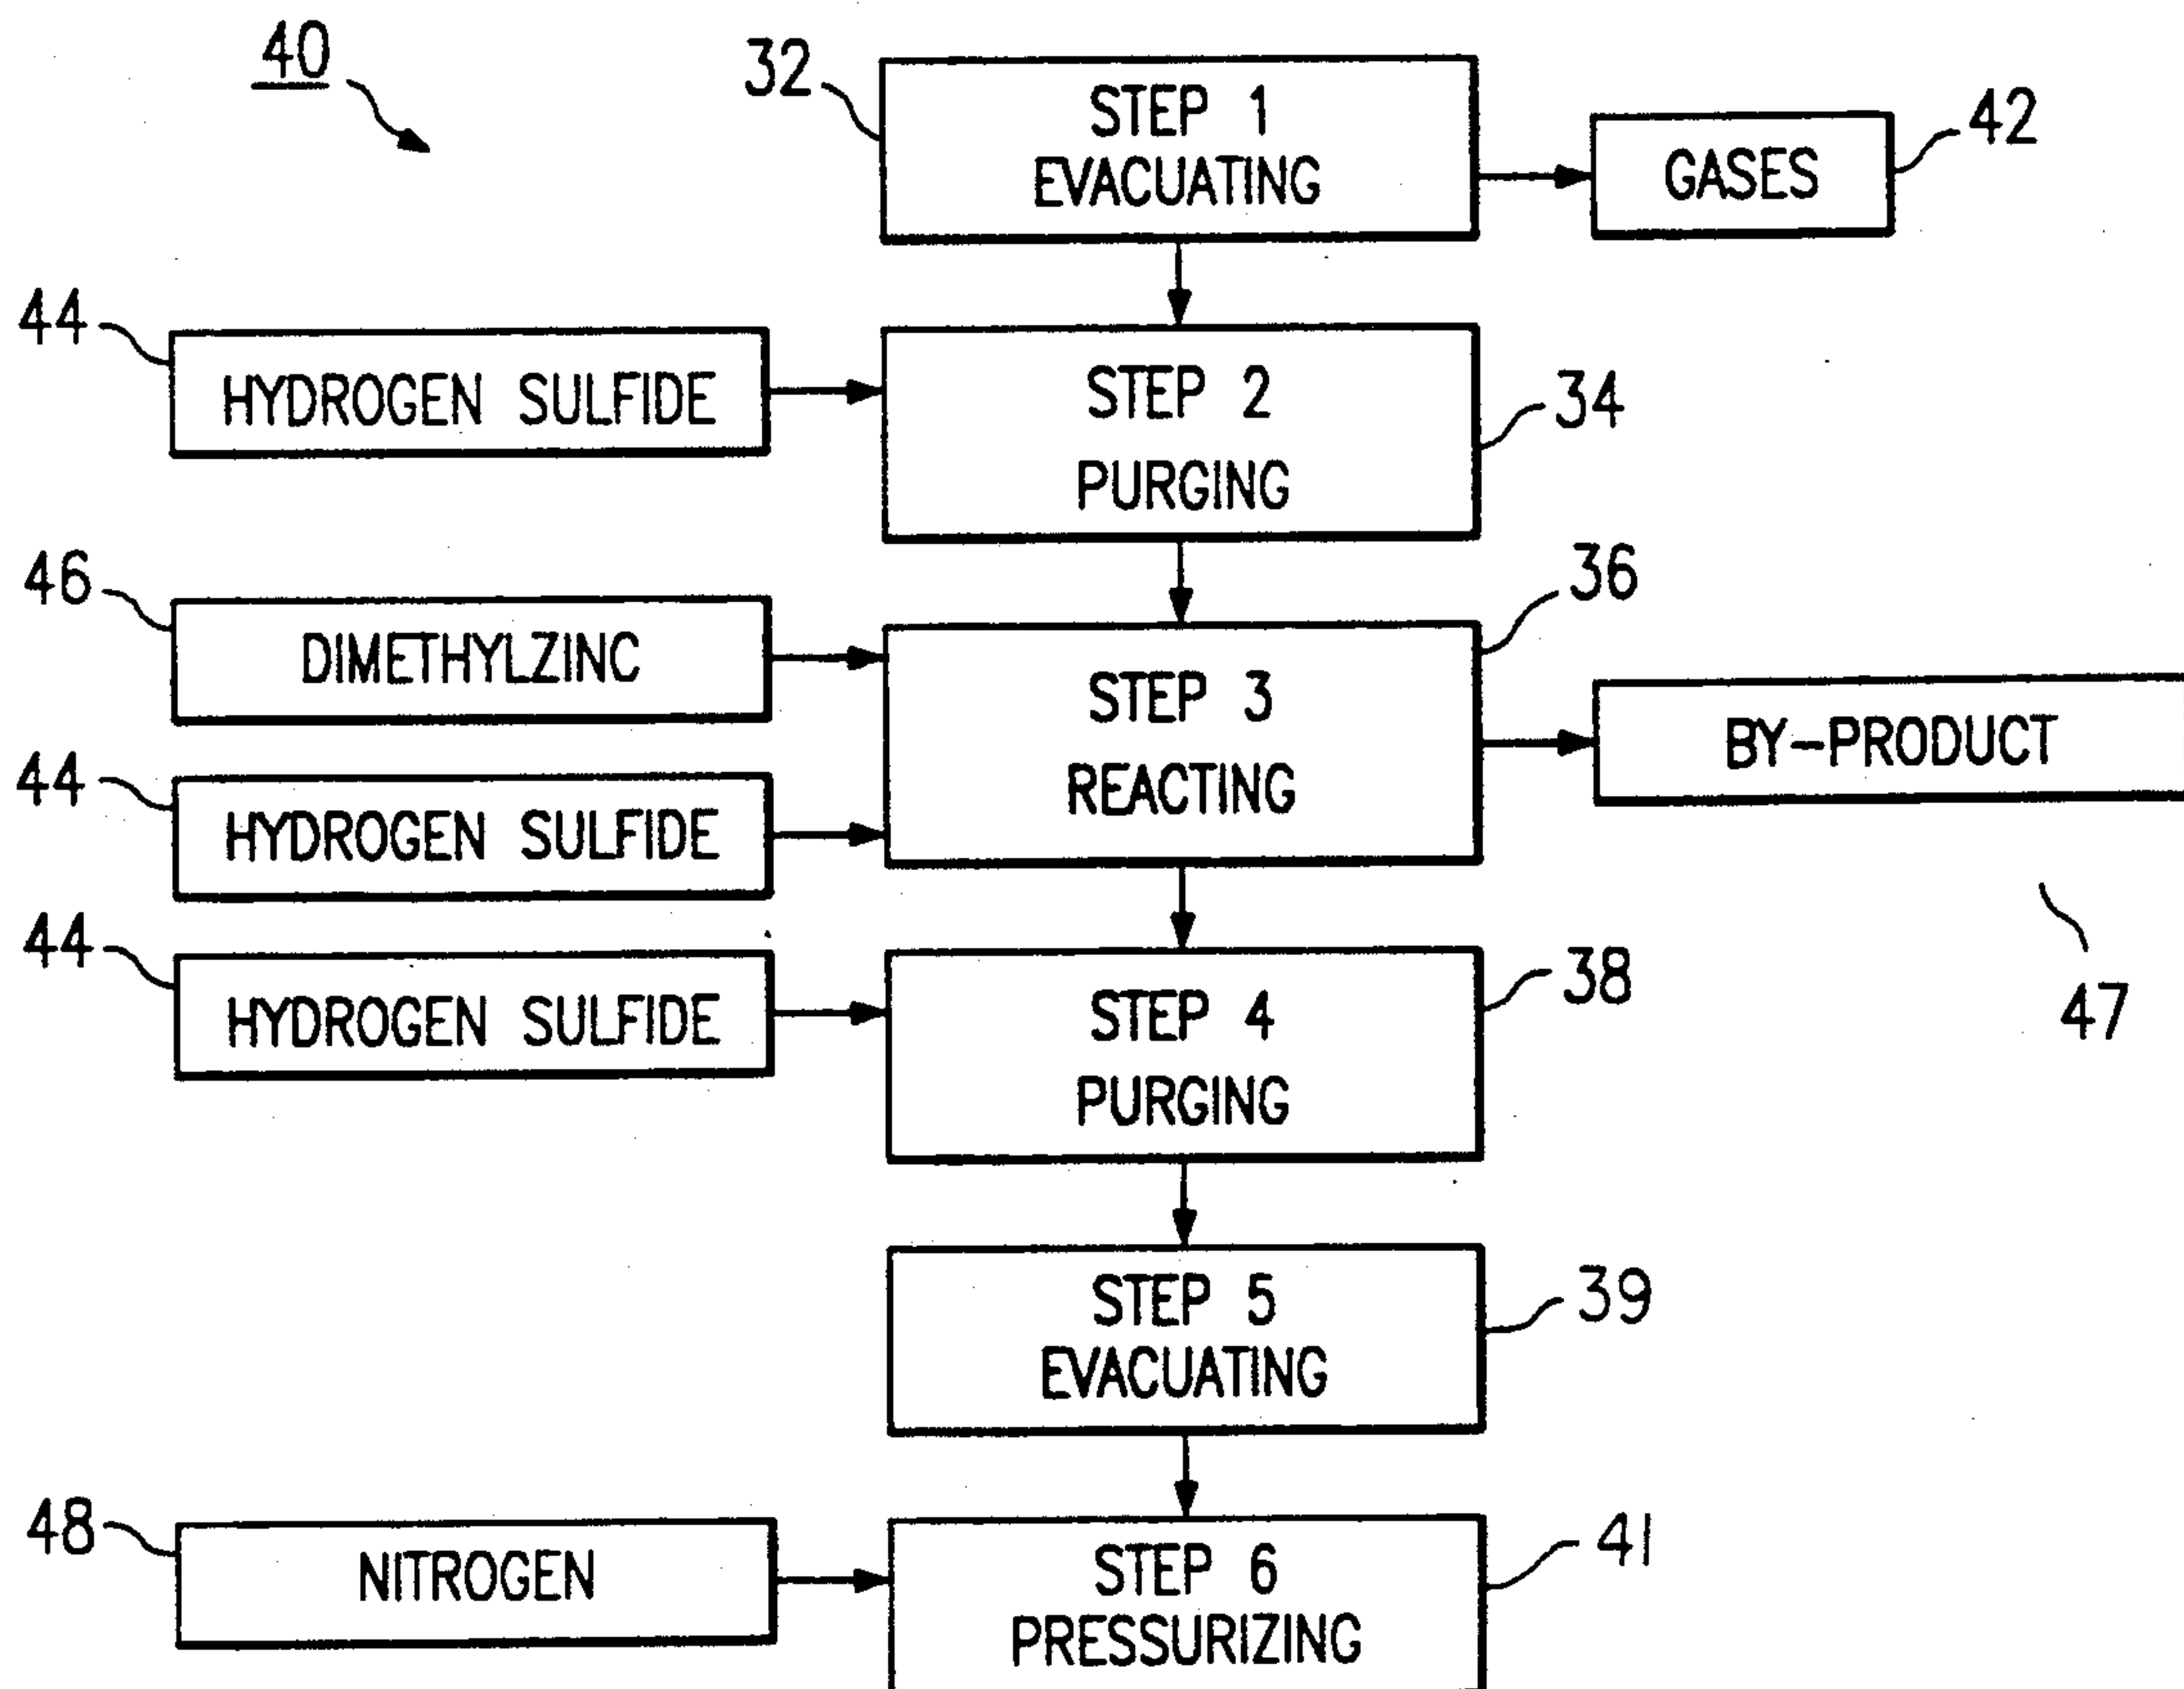 40
32
STEP 1
EVACUATING
GASES
42
44
HYDROGEN SULFIDE
STEP 2
PURGING
34
46
DIMETHYLZINC
44
HYDROGEN SULFIDE
STEP 3
REACTING
36
BY-PRODUCT
47
44
HYDROGEN SULFIDE
STEP 4
PURGING
38
STEP 5
EVACUATING
39
48
NITROGEN
STEP 6
PRESSURIZING
41